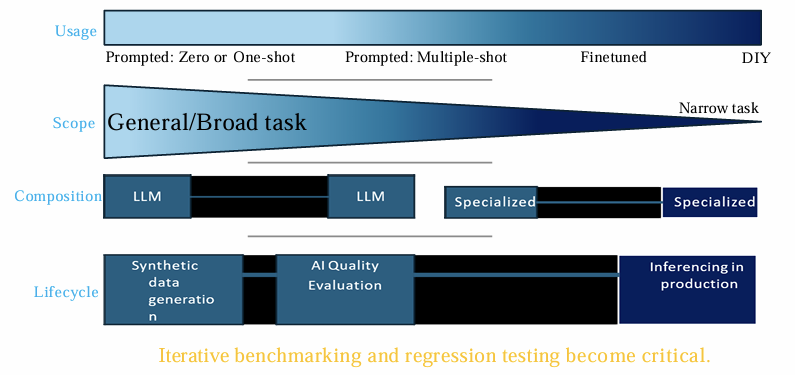 Usage
Prompted: Zero or One-shot
Prompted: Multiple-shot
Finetuned
DIY
Scope
General/Broad task
Narrow task
Composition
LLM
LLM
Specialized
Specialized
Lifecycle
Synthetic
data
generatio
n
AI Quality
Evaluation
Inferencing in
production
Iterative benchmarking and regression testing become critical.